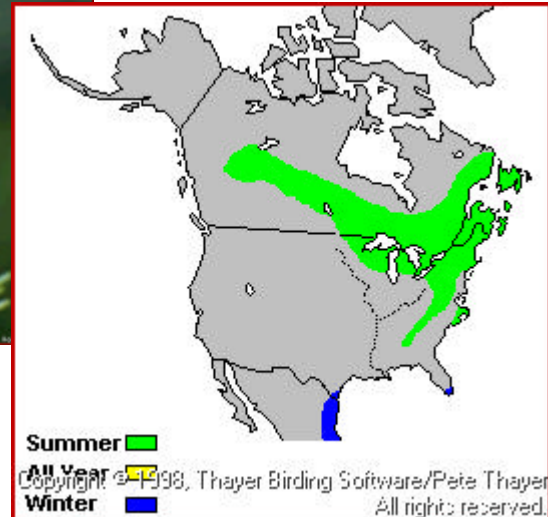 Summer
All Year
Copyright © 1998, Thayer Birding Software/Pete Thayer
Winter
All rights reserved.